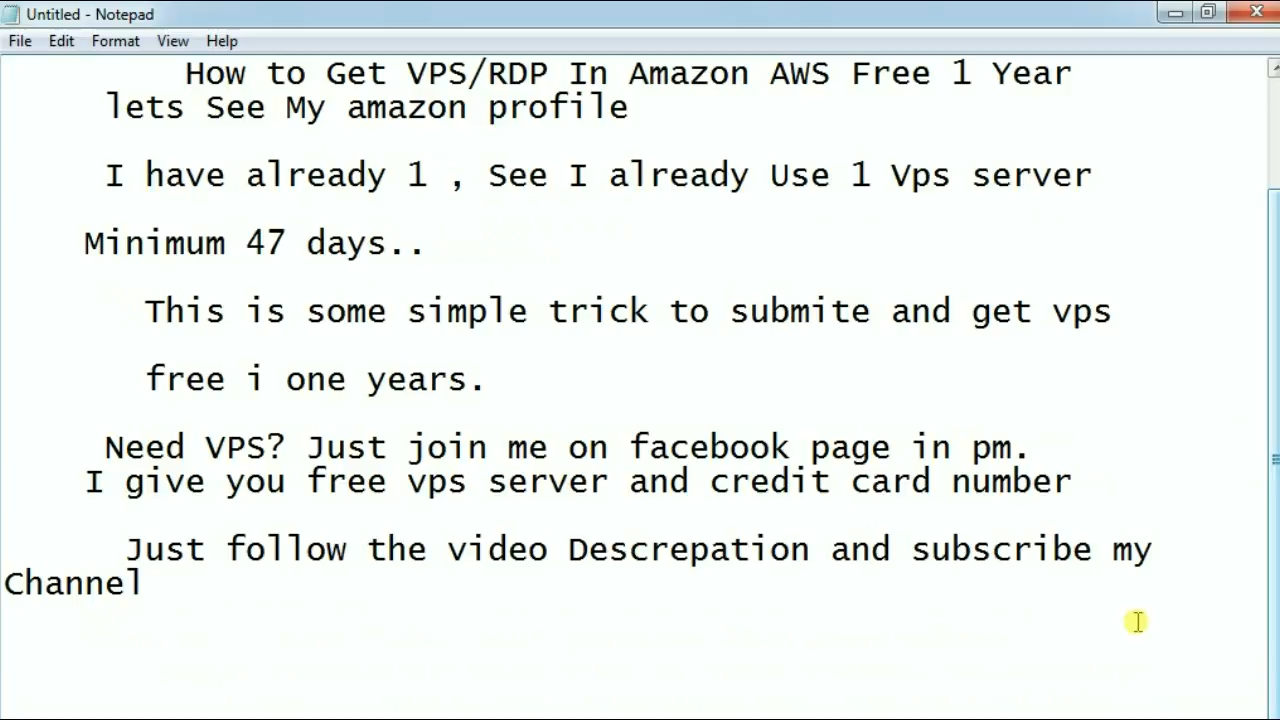 Untitled - Notepad
File Edit Format View Help
How to Get VPS/RDP In Amazon AWS Free 1 Year
lets See My amazon profile
I have already 1 , See I already Use 1 Vps server
Minimum 47 days..
This is some simple trick to submite and get vps
free i one years.
Need VPS? Just join me on facebook page in pm.
I give you free vps server and credit card number
Just follow the video Descrepation and subscribe my
Channel